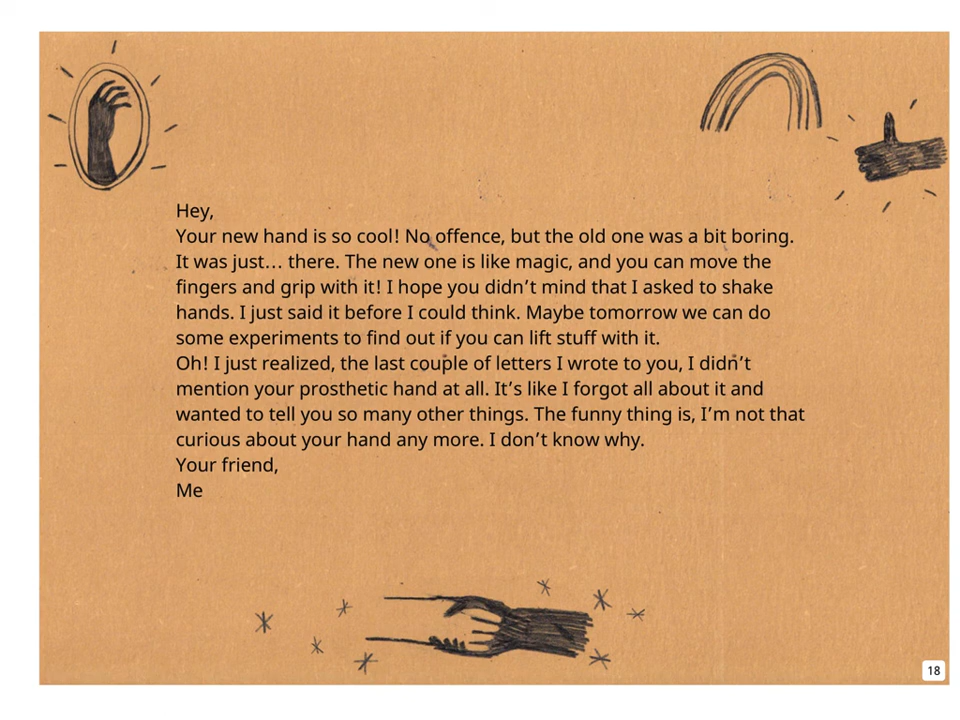 Hey,
Your new hand is so cool! No offence, but the old one was a bit boring.
It was just… there. The new one is like magic, and you can move the
fingers and grip with it! I hope you didn’t mind that I asked to shake
hands. I just said it before I could think. Maybe tomorrow we can do
some experiments to find out if you can lift stuff with it.
Oh! I just realized, the last couple of letters I wrote to you, I didn’t
mention your prosthetic hand at all. It’s like I forgot all about it and
wanted to tell you so many other things. The funny thing is, I’m not that
curious about your hand any more. I don’t know why.
Your friend,
Me
18